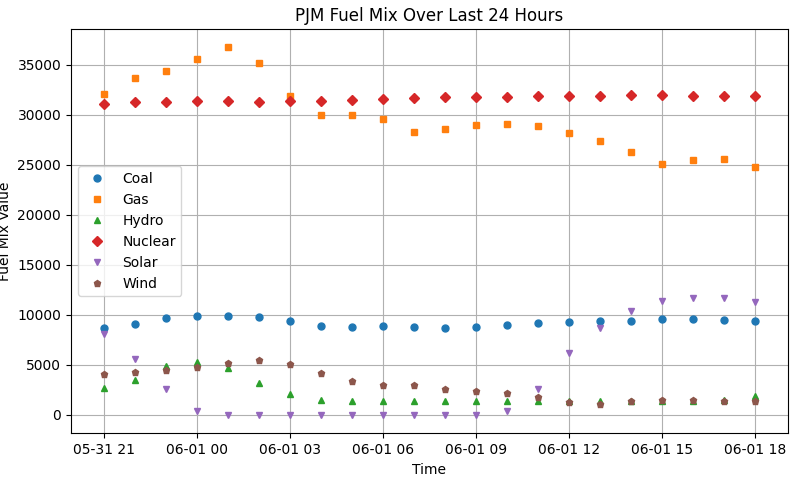 PJM Fuel Mix Over Last 24 Hours
35000
30000
25000
20000
15000
10000
5000
0
Fuel Mix Value
Coal
Gas
Hydro
Nuclear
Solar
Wind
05-31 21 06-01 00 06-01 03 06-01 06 06-01 09 06-01 12 06-01 15 06-01 18
Time